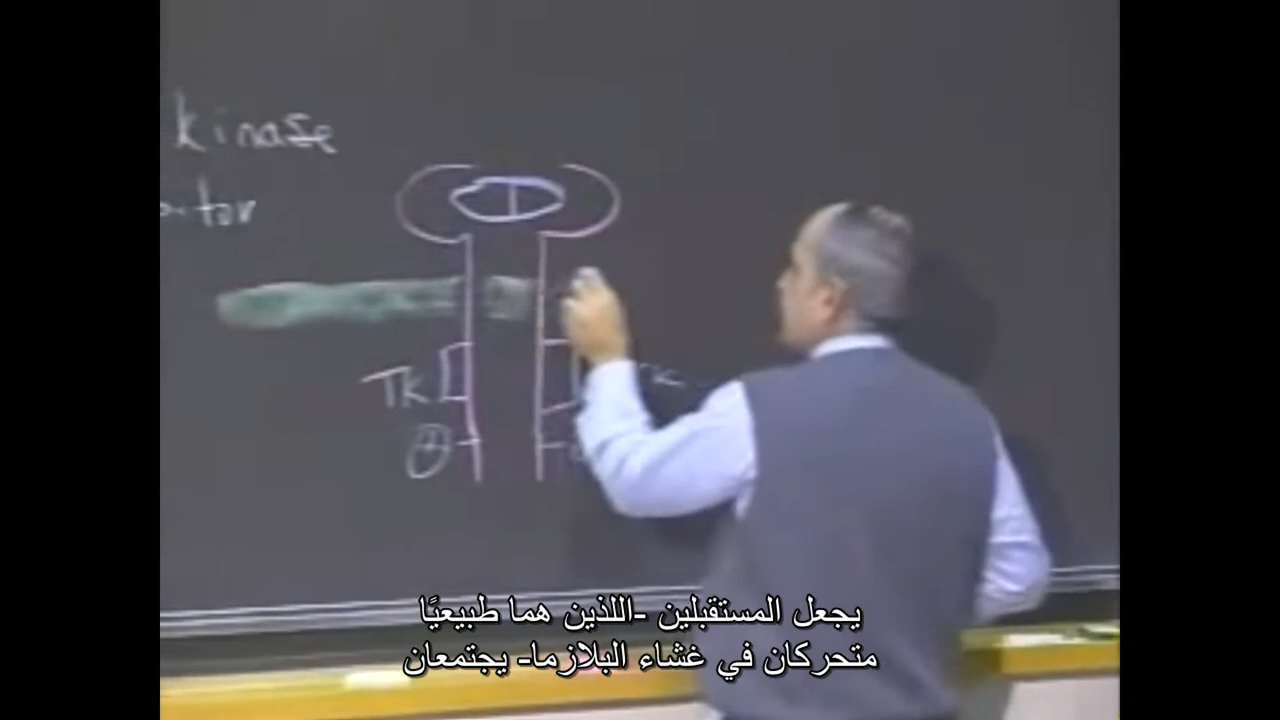 kinase
TK
يجعل المستقبلين -اللذين هما طبيعيًا
متحركان في غشاء البلازما- يجتمعان